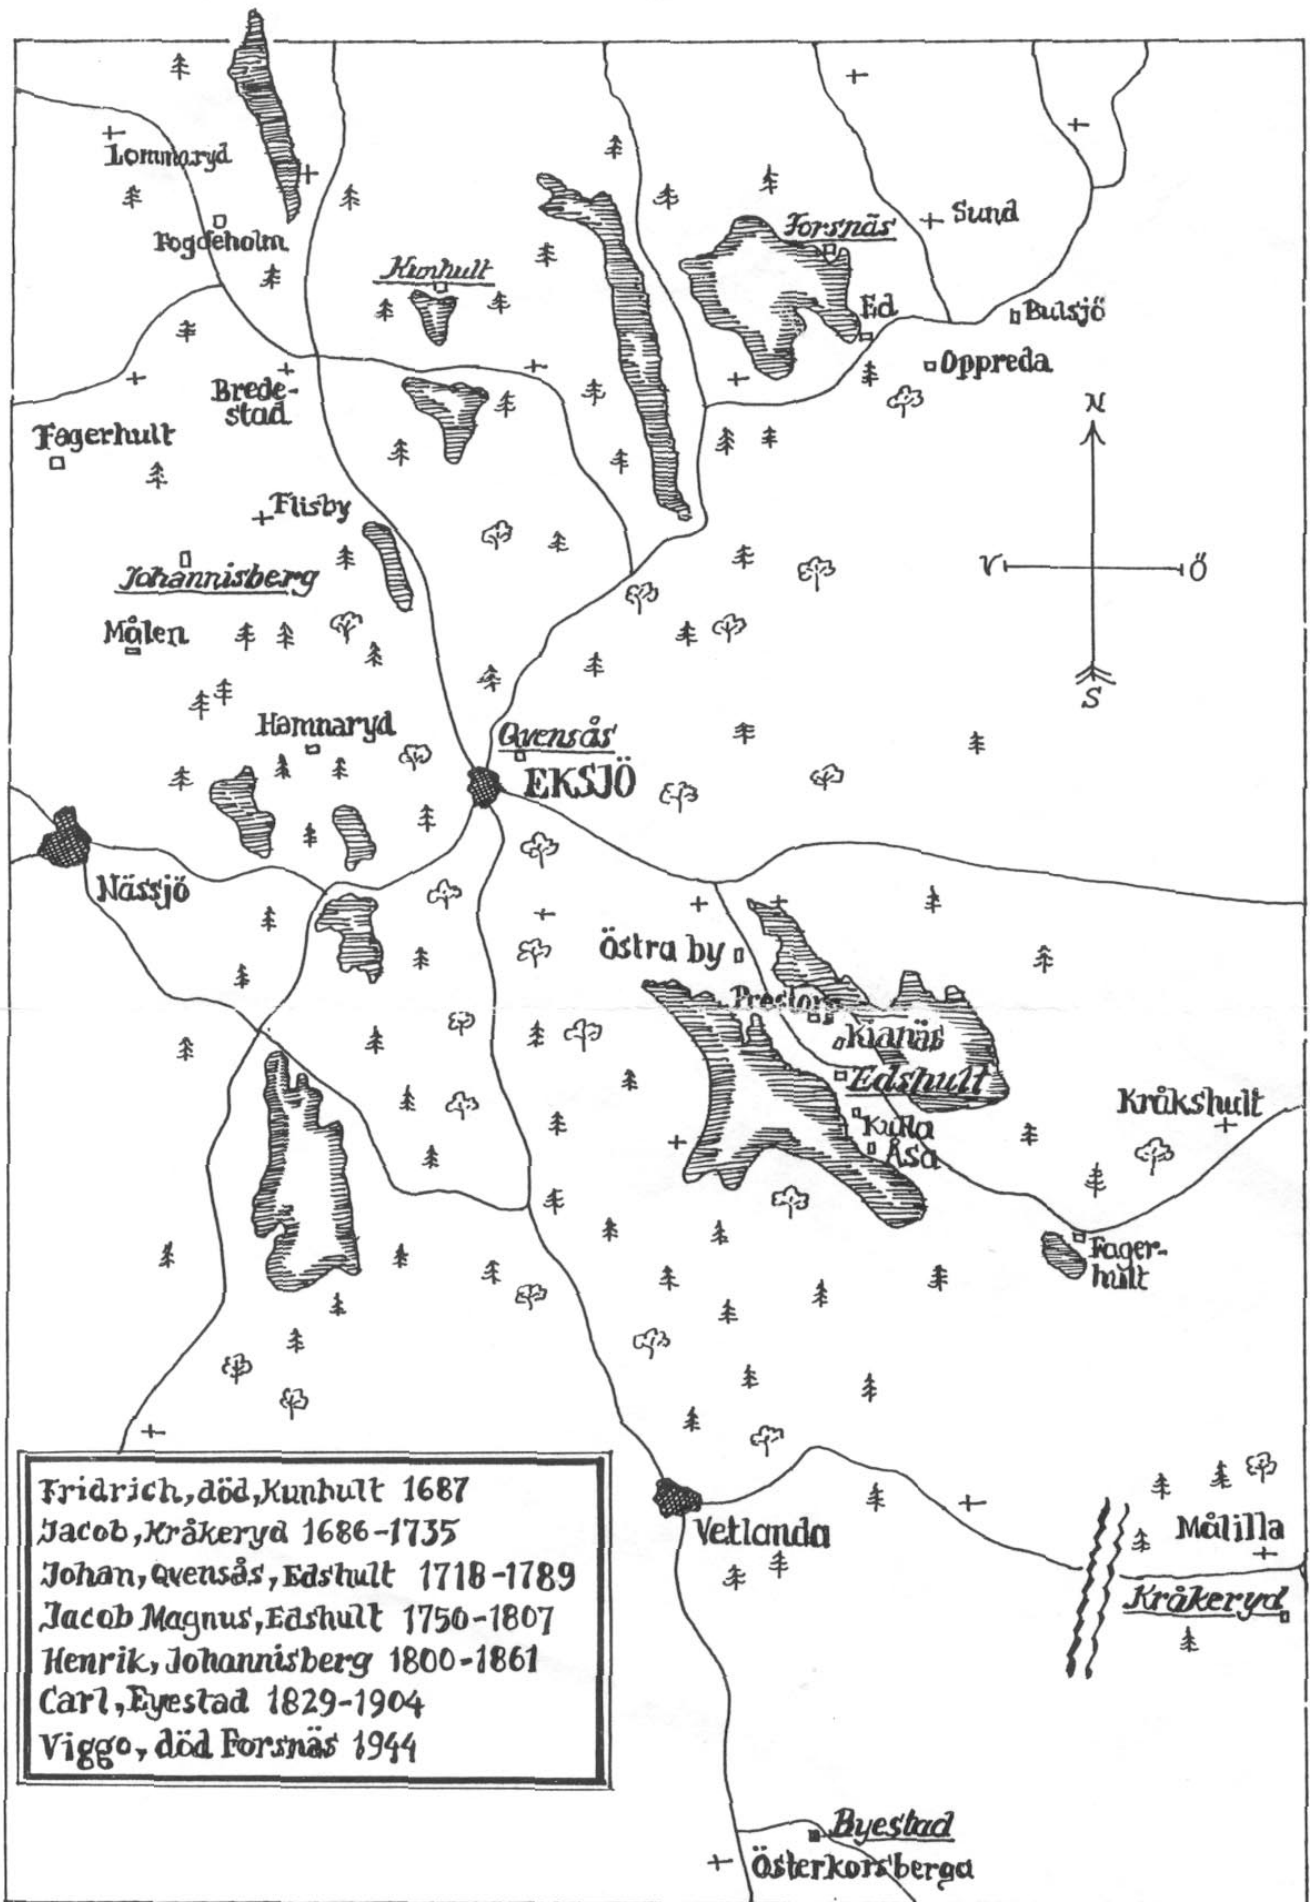 Lommaryd
Fogdeholm
Kunhult
Forsnäs
Sund
Ed
Bulsjö
Oppreda
Brede-
stad
Fagerhult
N
Flisby
V
Ö
Johannisberg
Målen
S
Hamnaryd
Qvensås
EKSJÖ
Nässjö
Östra by
Prestorp
Kianäs
Edshult
Kråkshult
Kulla
Åsa
Fager-
hult
Vetlanda
Målilla
Kråkeryd
Fridrich, död, Kunhult 1687
Jacob, Kråkeryd 1686-1735
Johan, Qvensås, Edshult 1718-1789
Jacob Magnus, Edshult 1750-1807
Henrik, Johannisberg 1800-1861
Carl, Eyestad 1829-1904
Viggo, död Forsnäs 1944
Byestad
Österkorsberga